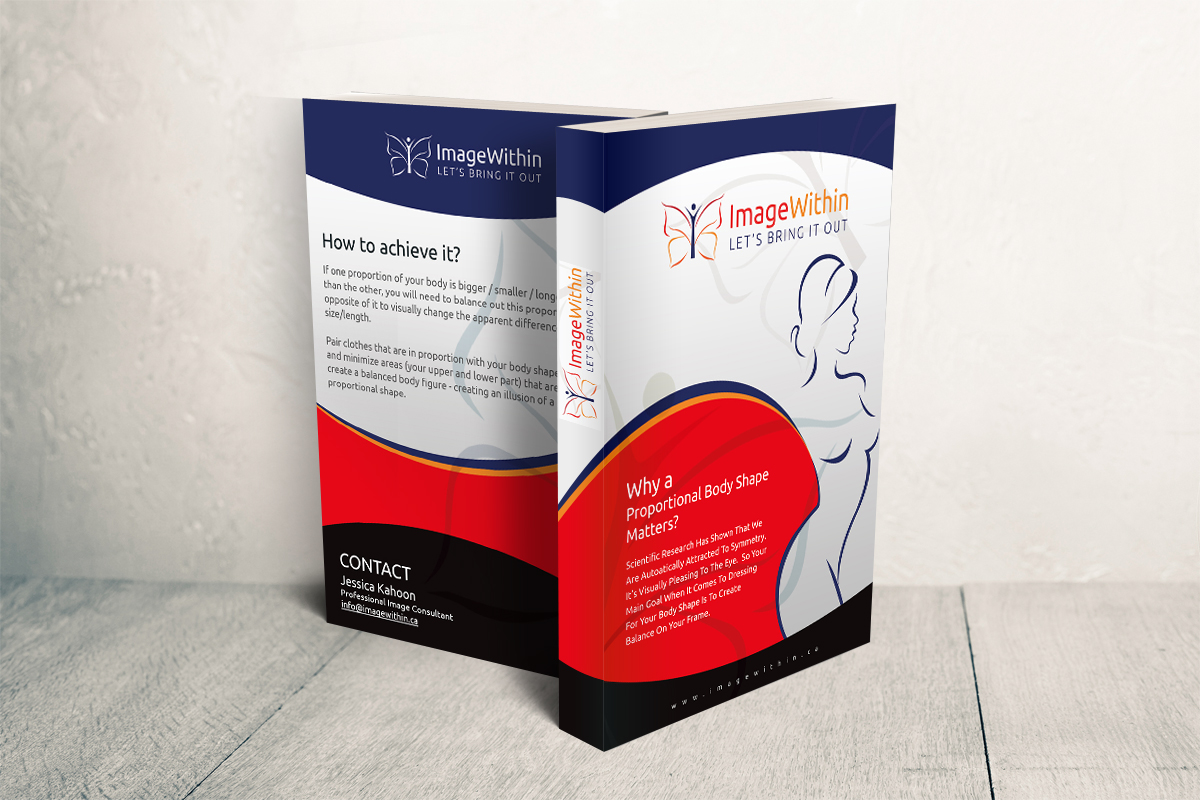 ImageWithin
LET'S BRING IT OUT
How to achieve it?
If one proportion of your body is bigger / smaller /
than the other, you will need to balance out this
opposite of it to visually change the apparent
size/length.
Pair clothes that are in proportion with your body shape
and minimize areas (your upper and lower part) that are
create a balanced body figure - creating an illusion of a
proportional shape.
CONTACT
Jessica Kahoon
Professional Image Consultant
info@imagewithin.ca
ImageWithin
LET'S BRING IT OUT
ImageWithin
LET'S BRING IT OUT
Why a
Proportional Body Shape
Matters?
Scientific Research Has Shown That We
Are Autoatically Attracted To Symmetry.
It's Visually Pleasing To The Eye. So Your
Main Goal When It Comes To Dressing
For Your Body Shape Is To Create
Balance On Your Frame.
www.imagewithin.ca